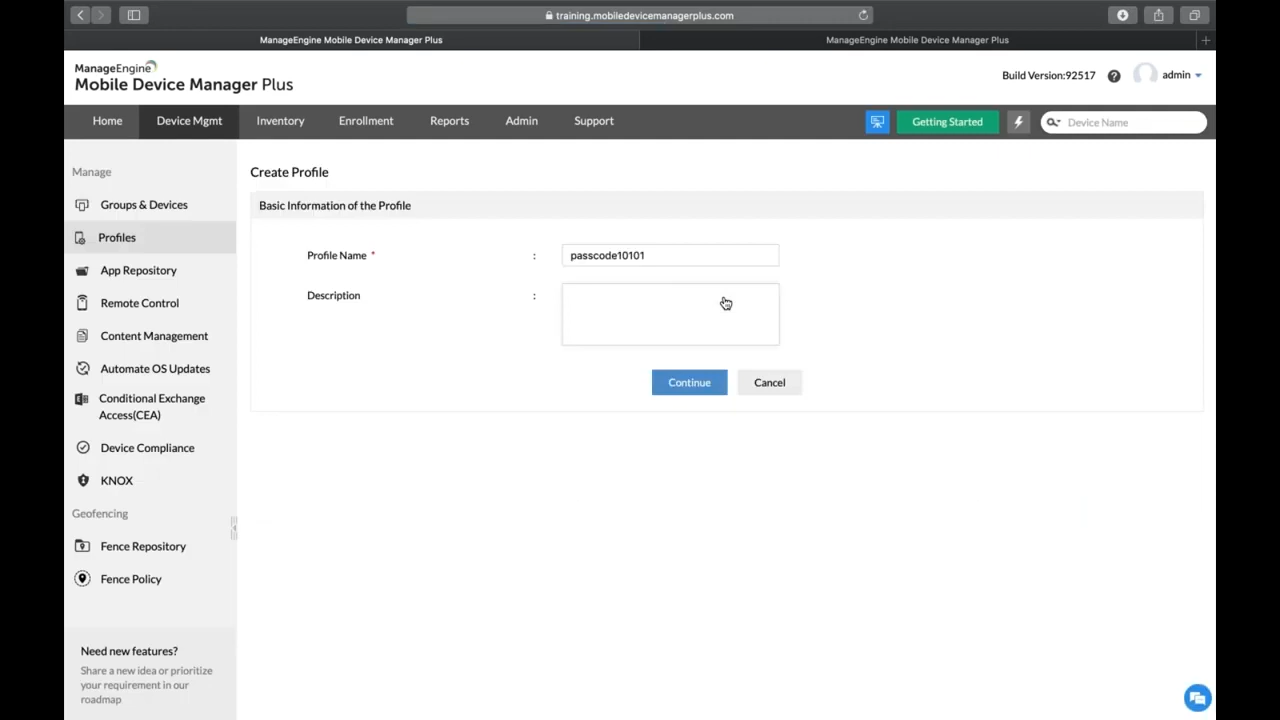 training.mobiledevicemanagerplus.com
ManageEngine Mobile Device Manager Plus
ManageEngine Mobile Device Manager Plus
ManageEngine
Mobile Device Manager Plus
Build Version:92517
?
admin
Home
Device Mgmt
Inventory
Enrollment
Reports
Admin
Support
Getting Started
Device Name
Manage
Groups & Devices
Profiles
App Repository
Remote Control
Content Management
Automate OS Updates
Conditional Exchange
Access(CEA)
Device Compliance
KNOX
Geofencing
Fence Repository
Fence Policy
Need new features?
Share a new idea or prioritize
your requirement in our
roadmap
Create Profile
Basic Information of the Profile
Profile Name * : passcode10101
Description :
Continue
Cancel